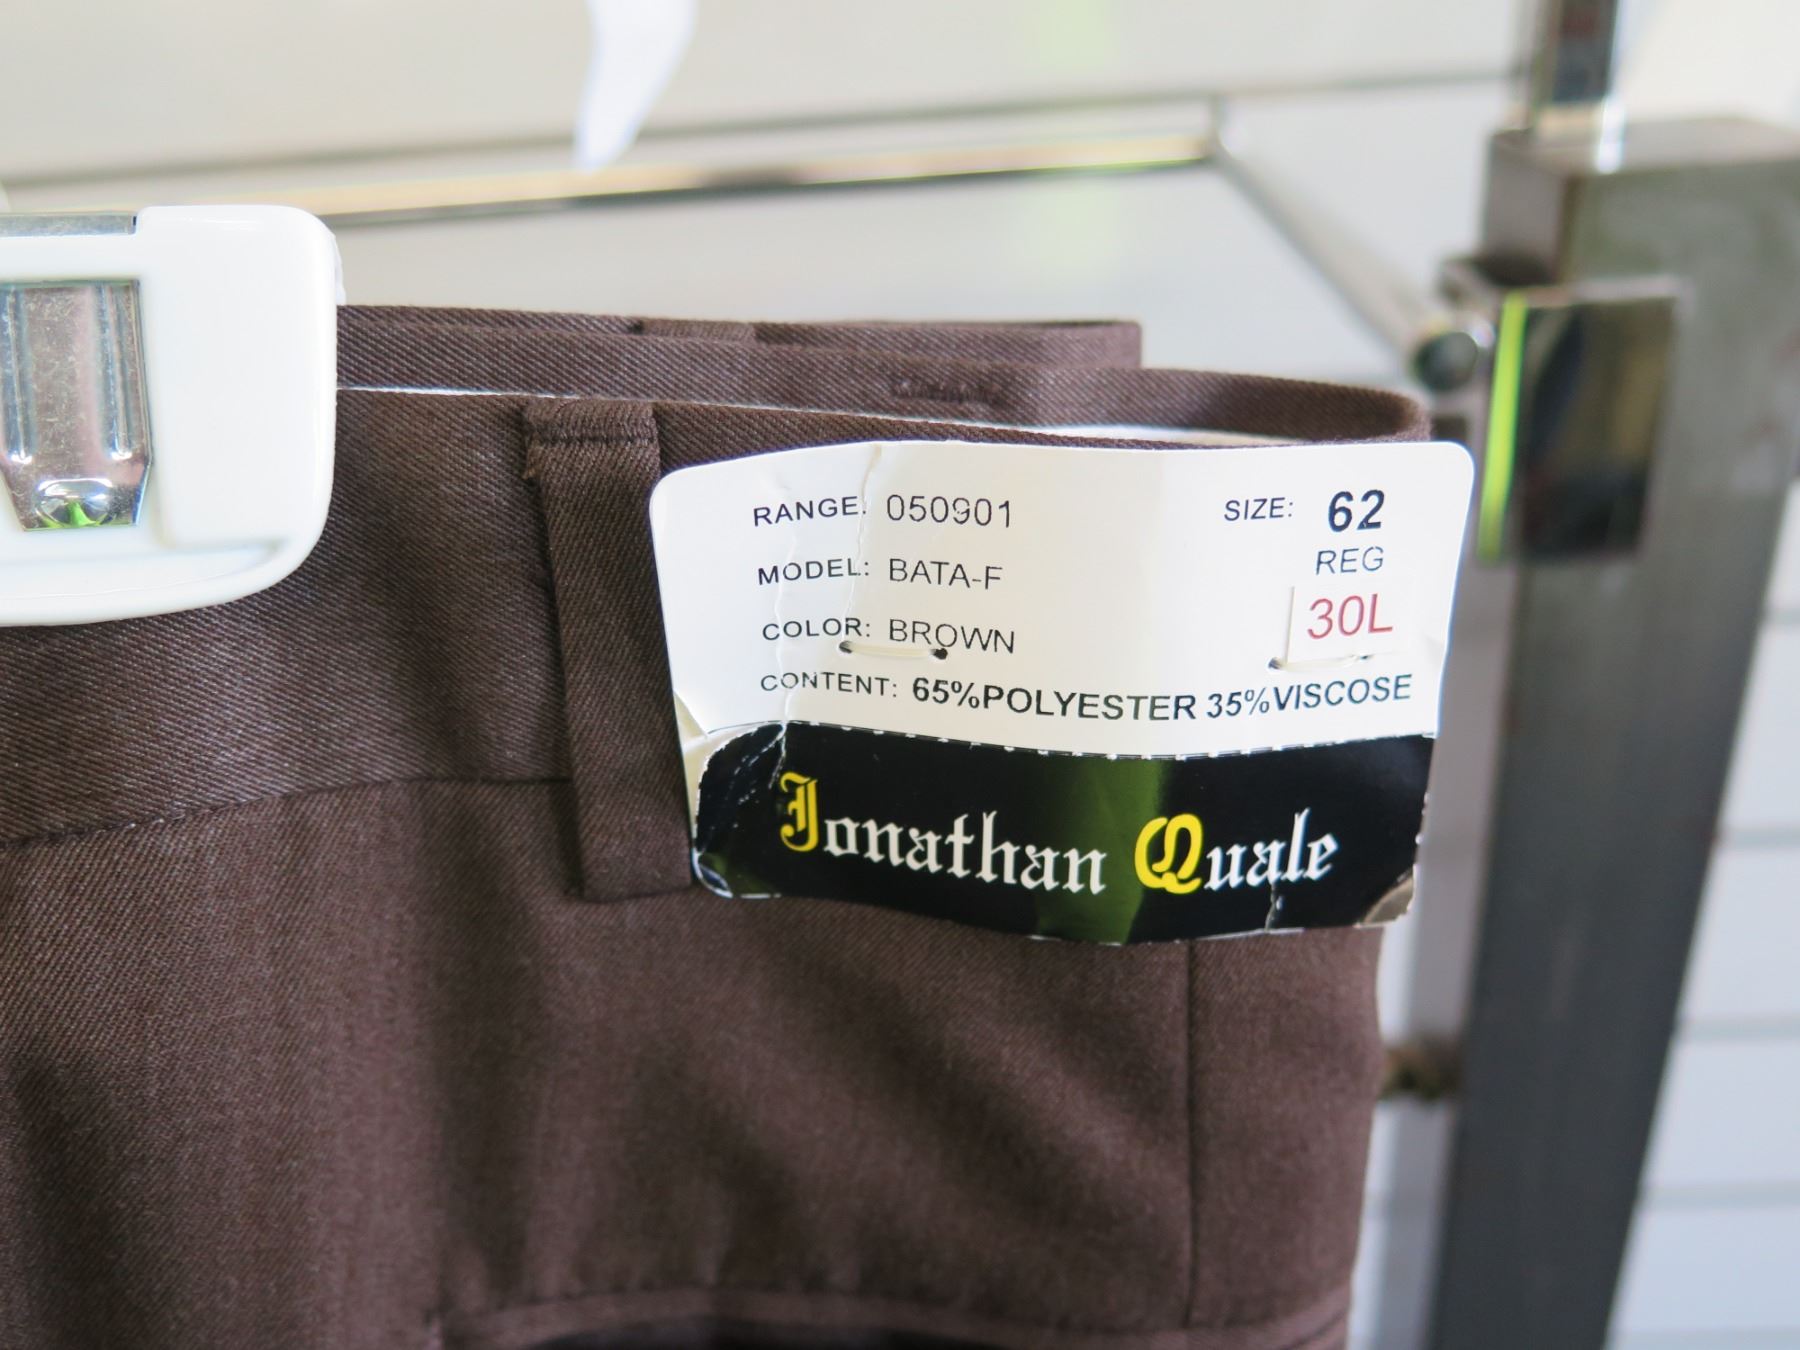 RANGE: 050901
SIZE: 62
MODEL: BATA-F
REG
COLOR: BROWN
30L
CONTENT: 65%POLYESTER 35%VISCOSE
Jonathan Quale